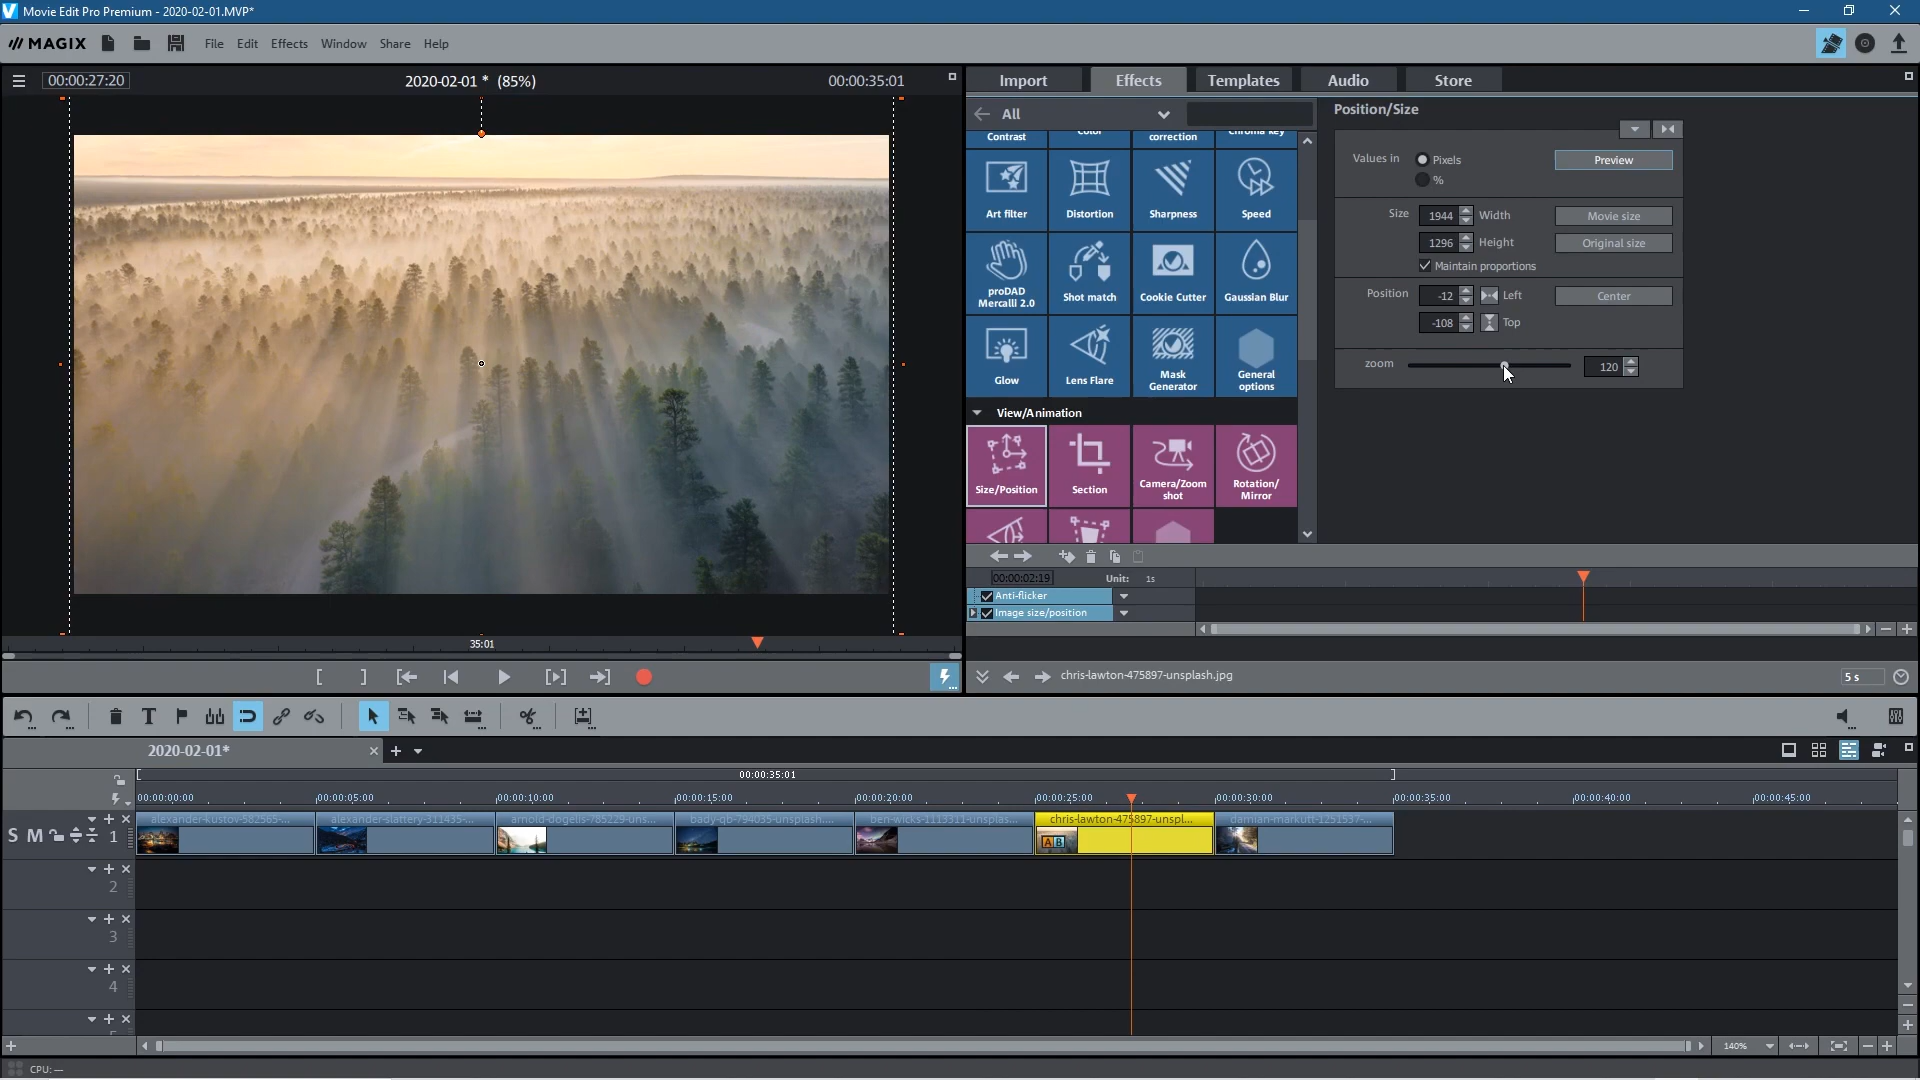 Movie Edit Pro Premium - 2020-02-01.MVP*
MAGIX File Edit Effects Window Share Help
00:00:27:20 2020-02-01 * (85%) 00:00:35:01
Import Effects Templates Audio Store
All
Position/Size
Contrast Color correction Chroma key
Values in Pixels Preview
%
Art filter Distortion Sharpness Speed
Size 1944 Width Movie size
1296 Height Original size
Maintain proportions
proDAD Mercalli 2.0 Shot match Cookie Cutter Gaussian Blur
Position -12 Left Center
-108 Top
zoom 120
Glow Lens Flare Mask Generator General options
View/Animation
Size/Position Section Camera/Zoom shot Rotation/ Mirror
00:00:02:19 Unit: 1s
Anti-flicker
Image size/position
35:01
chris-lawton-475897-unsplash.jpg 5 s
2020-02-01*
00:00:35:01
00:00:00:00 00:00:05:00 00:00:10:00 00:00:15:00 00:00:20:00 00:00:25:00 00:00:30:00 00:00:35:00 00:00:40:00 00:00:45:00
alexander-kustov-582565-... alexander-slattery-311435-... arnold-dogelis-785229-uns... bady-qb-794035-unsplash.... ben-wicks-1113311-unsplas... chris-lawton-475897-unspl... damian-markutt-1251537-...
S M 1
A B
2
3
4
140%
CPU: —